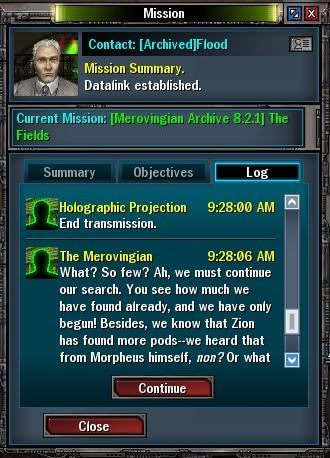 Mission
Contact: [Archived]Flood
Mission Summary.
Datalink established.
Current Mission: [Merovingian Archive 8.2.1] The
Fields
Summary
Objectives
Log
Holographic Projection 9:28:00 AM
End transmission.
The Merovingian 9:28:06 AM
What? So few? Ah, we must continue
our search. You see how much we
have found already, and we have only
begun! Besides, we know that Zion
has found more pods--we heard that
from Morpheus himself, non? Or what
Continue
Close